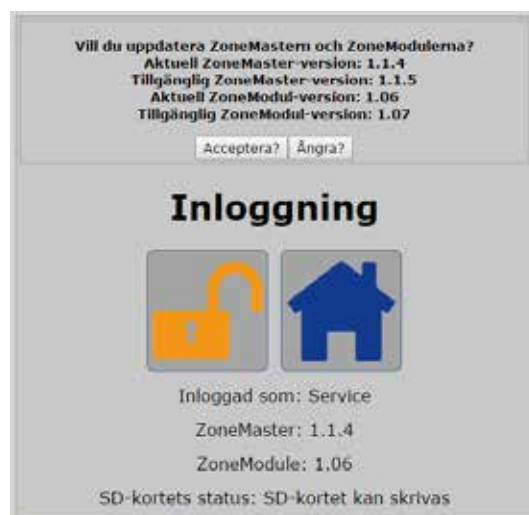 Vill du uppdatera ZoneMastern och ZoneModulerna?
Aktuell ZoneMaster-version: 1.1.4
Tillgänglig ZoneMaster-version: 1.1.5
Aktuell ZoneModul-version: 1.06
Tillgänglig ZoneModul-version: 1.07
Acceptera? Ångra?
Inloggning
Inloggad som: Service
ZoneMaster: 1.1.4
ZoneModule: 1.06
SD-kortets status: SD-kortet kan skrivas